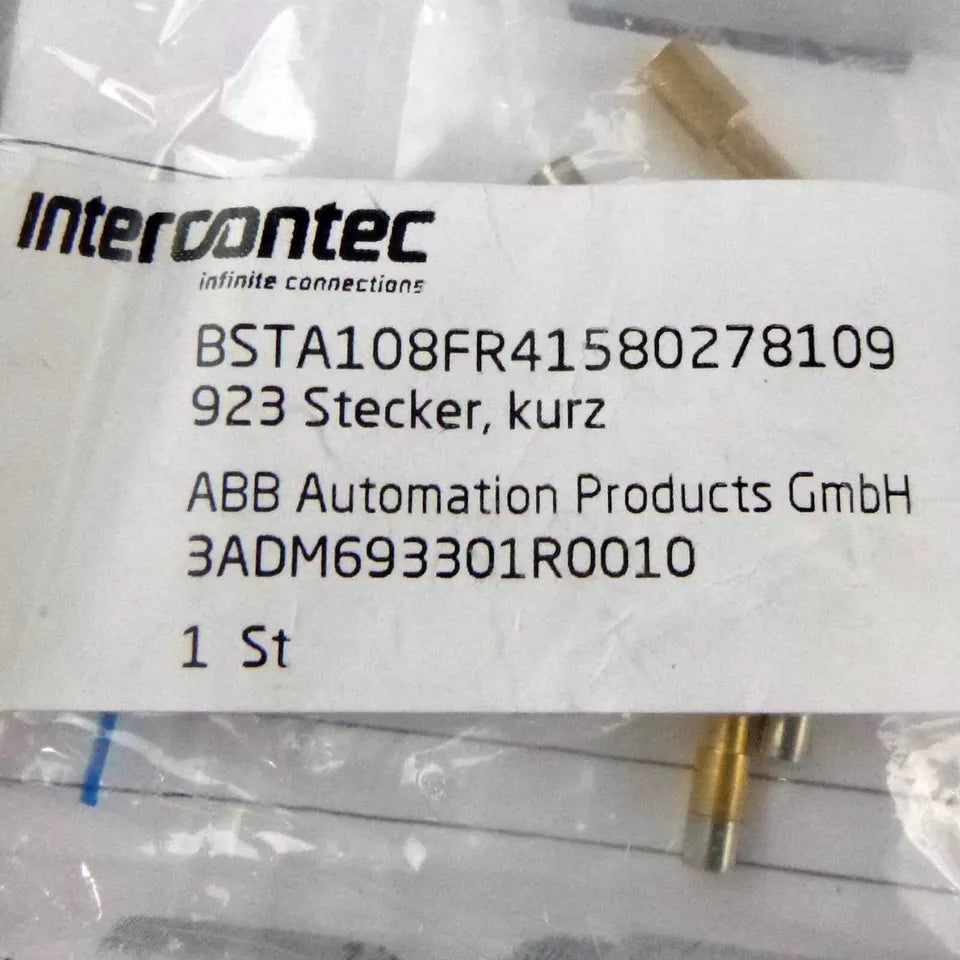 Intercontec
infinite connections
BSTA108FR41580278109
923 Stecker, kurz
ABB Automation Products GmbH
3ADM693301R0010
1 St